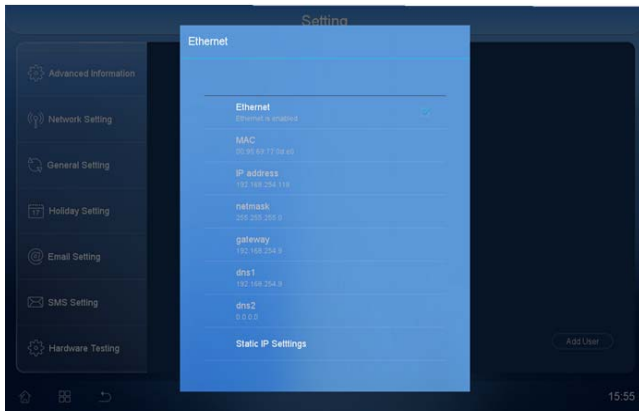 Setting
Ethernet
Advanced Information
Network Setting
General Setting
Holiday Setting
Email Setting
SMS Setting
Hardware Testing
Ethernet
Ethernet is enabled
MAC
IP address
192.168.254.118
netmask
255.255.255.0
gateway
192.168.254.9
dns1
192.168.254.9
dns2
0.0.0.0
Static IP Setttings
Add User
15:55